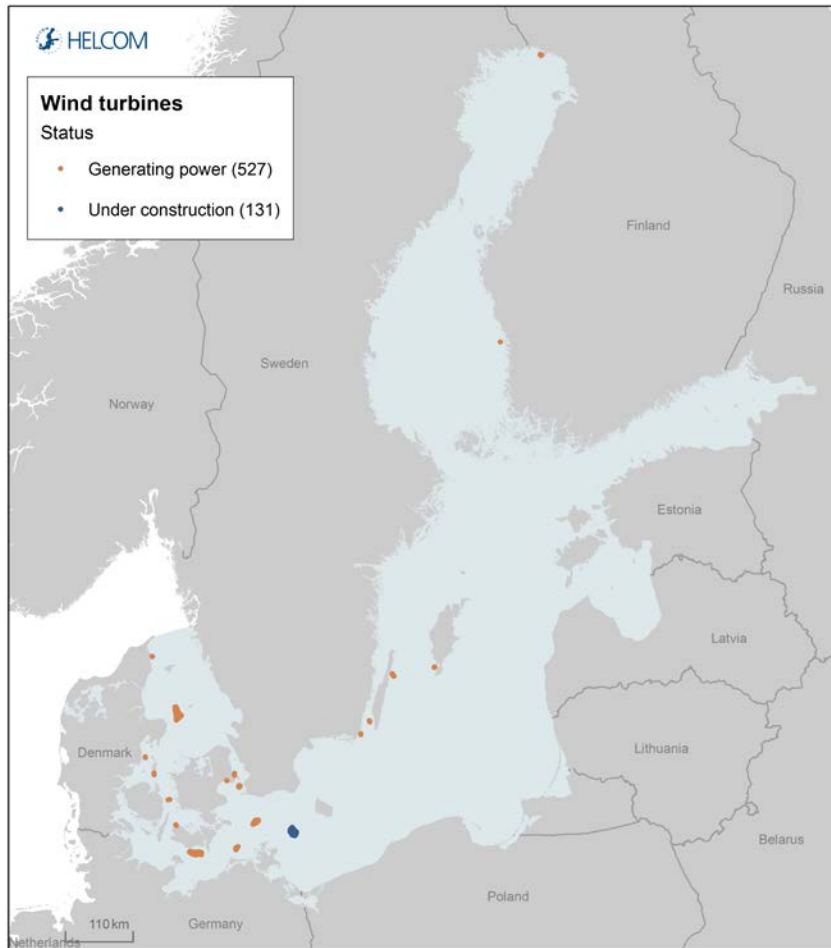 HELCOM
Wind turbines
Status
Generating power (527)
Under construction (131)
Finland
Russia
Sweden
Norway
Estonia
Latvia
Denmark
Lithuania
Belarus
Poland
Germany
110 km
Netherlands